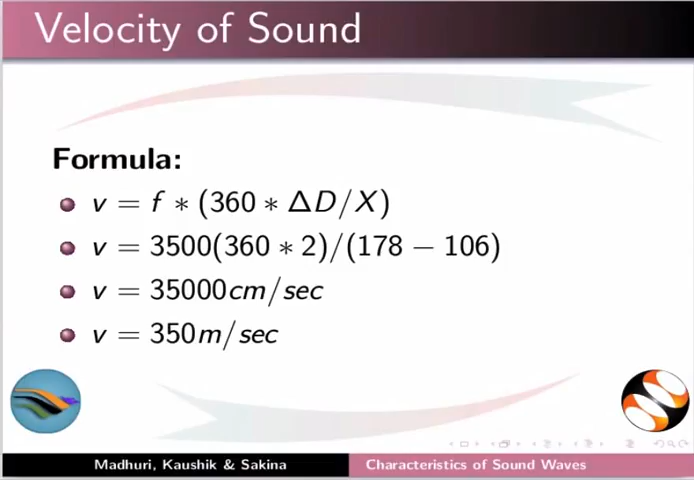 Velocity of Sound
Formula:
v = f ∗ (360 ∗ ΔD/X)
v = 3500(360 ∗ 2)/(178 − 106)
v = 35000cm/sec
v = 350m/sec
Madhuri, Kaushik & Sakina
Characteristics of Sound Waves